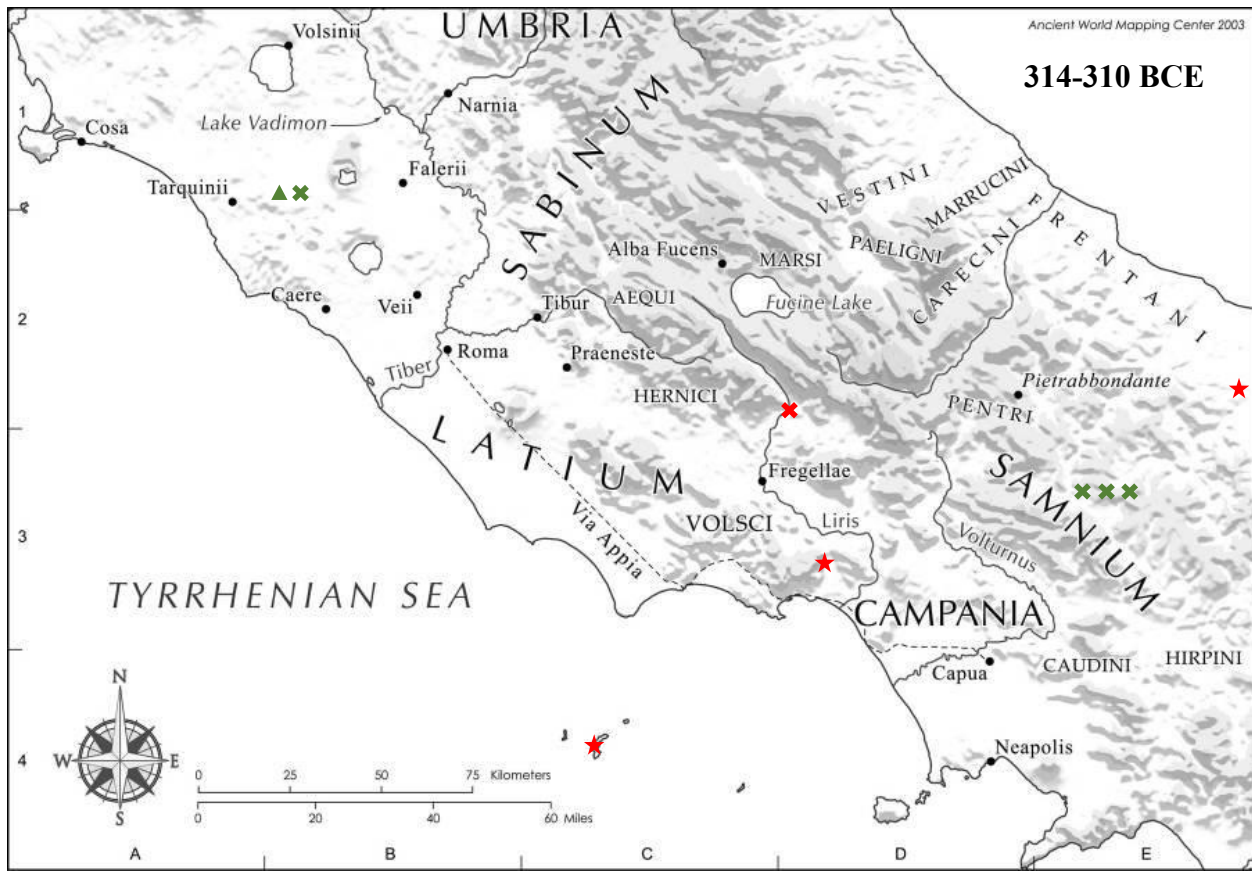 UMBRIA
Ancient World Mapping Center 2003
Volsinii
314-310 BCE
1
Narnia
Lake Vadimon
Cosa
SABINUM
Falerii
Tarquinii
VESTINI
MARRUCINI
FRENTANI
PAELIGNI
Alba Fucens
MARSI
CARECINI
Caere
Veii
Tibur
AEQUI
Fucine Lake
2
Roma
Praeneste
Tiber
HERNICI
Pietrabbondante
PENTRI
LATIUM
Fregellae
SAMNIUM
VOLSCI
Liris
3
Via Appia
Volturnus
TYRRHENIAN SEA
CAMPANIA
Capua
CAUDINI
HIRPINI
N
W
E
S
4
Neapolis
0 25 50 75 Kilometers
0 20 40 60 Miles
A B C D E